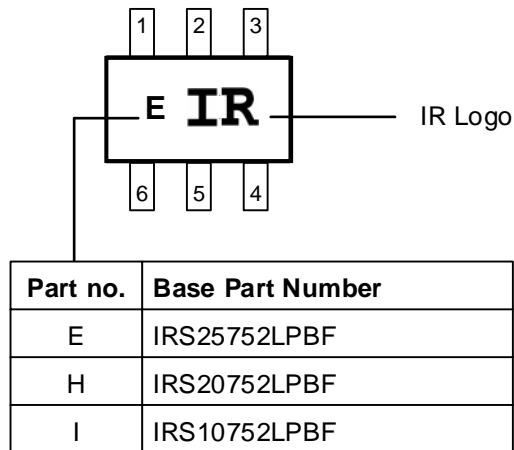 1 2 3
E IR IR Logo
6 5 4
Part no. Base Part Number
E IRS25752LPBF
H IRS20752LPBF
I IRS10752LPBF